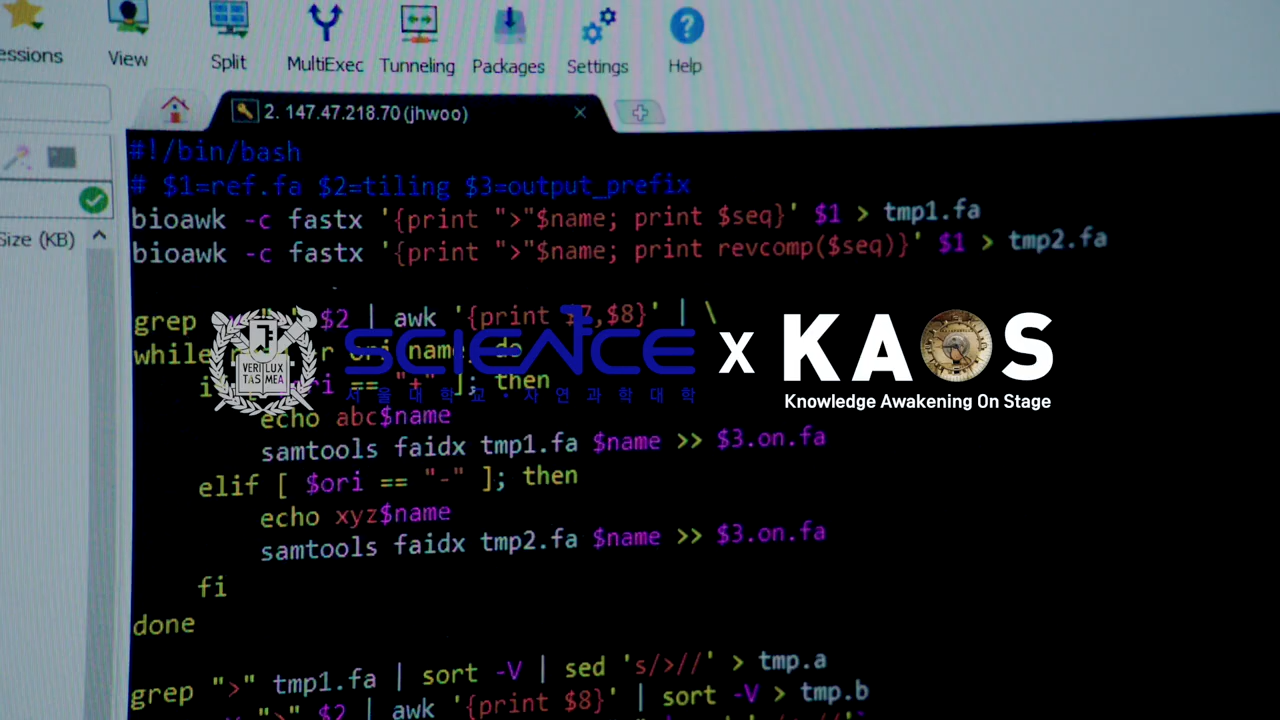 essions View Split MultiExec Tunneling Packages Settings Help
2. 147.47.218.70 (jhwoo)
Size (KB)
#!/bin/bash
# $1=ref.fa $2=tiling $3=output_prefix
bioawk -c fastx '{print ">"$name; print $seq}' $1 > tmp1.fa
bioawk -c fastx '{print ">"$name; print revcomp($seq)}' $1 > tmp2.fa
grep $2 | awk '{print $7,$8}' | \
while r ori name do
ri == "+" ]; then
echo abc$name
samtools faidx tmp1.fa $name >> $3.on.fa
elif [ $ori == "-" ]; then
echo xyz$name
samtools faidx tmp2.fa $name >> $3.on.fa
fi
done
grep ">" tmp1.fa | sort -V | sed 's/>//' > tmp.a
">" $2 | awk '{print $8}' | sort -V > tmp.b
VERI LUX
TAS MEA
SCIENCE
서울대학교·자연과학대학
X
KAOS
Knowledge Awakening On Stage